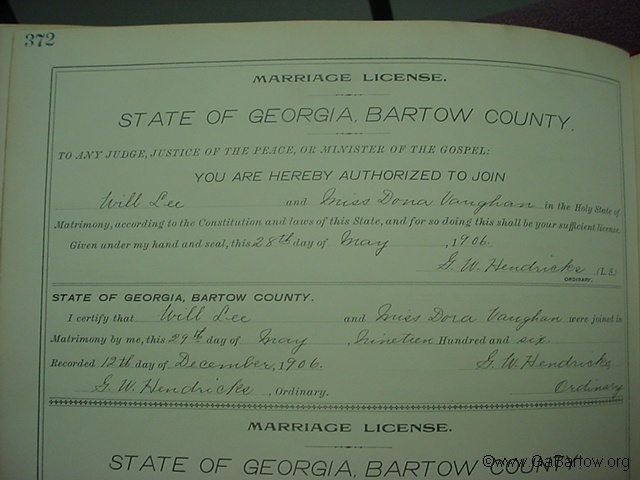 372
MARRIAGE LICENSE.
STATE OF GEORGIA, BARTOW COUNTY.
TO ANY JUDGE, JUSTICE OF THE PEACE, OR MINISTER OF THE GOSPEL:
YOU ARE HEREBY AUTHORIZED TO JOIN
Will Lee and Miss Dona Vaughan in the Holy State of
Matrimony, according to the Constitution and laws of this State, and for so doing this shall be your sufficient license.
Given under my hand and seal, this 28th day of May, 1906.
G. W. Hendricks (L. S.)
ORDINARY.
STATE OF GEORGIA, BARTOW COUNTY.
I certify that Will Lee and Miss Dora Vaughan were joined in
Matrimony by me, this 29th day of May, Nineteen Hundred and six
Recorded 12th day of December, 1906. G. W. Hendricks,
G. W. Hendricks, Ordinary. Ordinary
MARRIAGE LICENSE.
STATE OF GEORGIA, BARTOW COUNTY.
©www.GaBartow.org